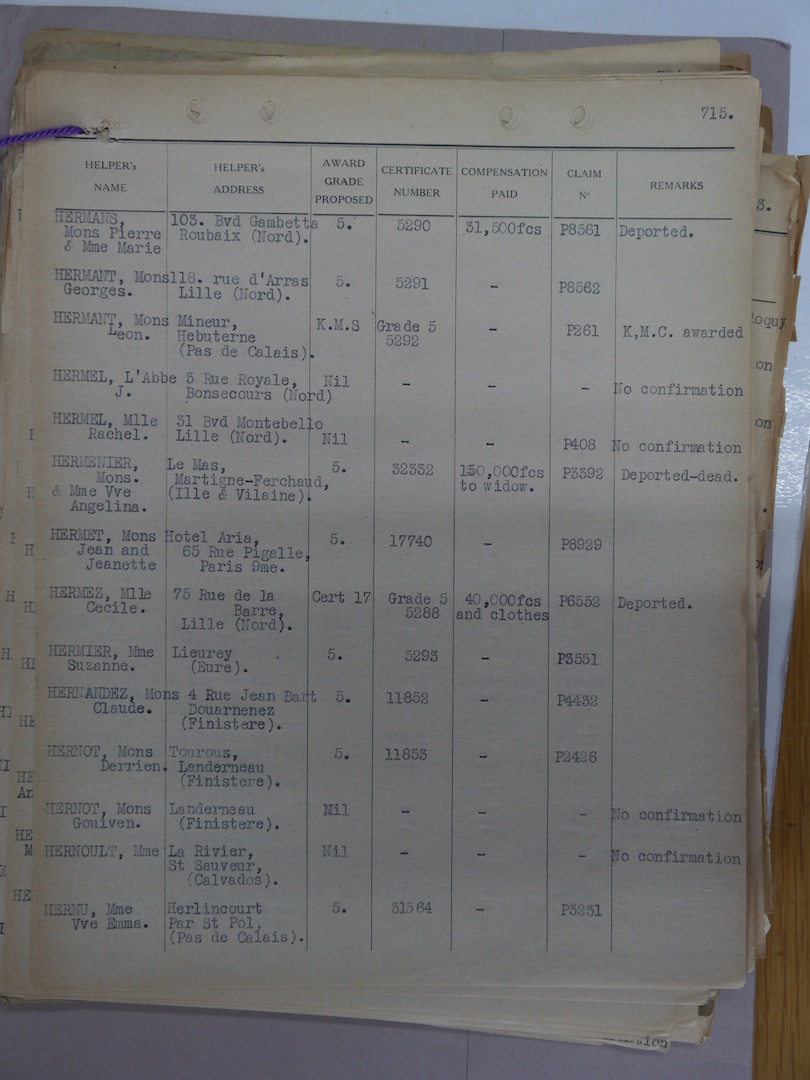 715.
HELPER's NAME HELPER's ADDRESS AWARD GRADE PROPOSED CERTIFICATE NUMBER COMPENSATION PAID CLAIM Nº REMARKS
HERMANS, 103. Bvd Gambetta 5. 5290 31,500fcs P8561 Deported.
Mons Pierre Roubaix (Nord).
& Mme Marie
HERMANT, Mons 118. rue d'Arras 5. 5291 - P8562
Georges. Lille (Nord).
HERMANT, Mons Mineur, K.M.S Grade 5 - P261 K,M.C. awarded
Leon. Hebuterne 5292
(Pas de Calais).
HERMEL, L'Abbe 3 Rue Royale, Nil - - - No confirmation
J. Bonsecours (Nord)
HERMEL, Mlle 31 Bvd Montebello
Rachel. Lille (Nord). Nil - - P408 No confirmation
HERMENIER, Le Mas, 5. 32332 150,000fcs P3392 Deported-dead.
Mons. Martigne-Ferchaud, to widow.
& Mme Vve (Ille & Vilaine).
Angelina.
HERMET, Mons Hotel Aria, 5. 17740 - P8929
Jean and 65 Rue Pigalle,
Jeanette Paris 9me.
HERMEZ, Mlle 75 Rue de la Cert 17 Grade 5 40,000fcs P6552 Deported.
Cecile. Barre, 5288 and clothes
Lille (Nord).
HERMIER, Mme Lieurey 5. 5293 - P3551
Suzanne. (Eure).
HERNANDEZ, Mons 4 Rue Jean Bart 5. 11852 - P4432
Claude. Douarnenez
(Finistere).
HERNOT, Mons Tourous, 5. 11853 - P2426
Derrien. Landerneau
(Finistere).
HERNOT, Mons Landerneau Nil - - - No confirmation
Gouiven. (Finistere).
HERNOULT, Mme La Rivier, Nil - - - No confirmation
St Sauveur,
(Calvados).
HERNU, Mme Herlincourt 5. 31564 - P3231
Vve Emma. Par St Pol,
(Pas de Calais).